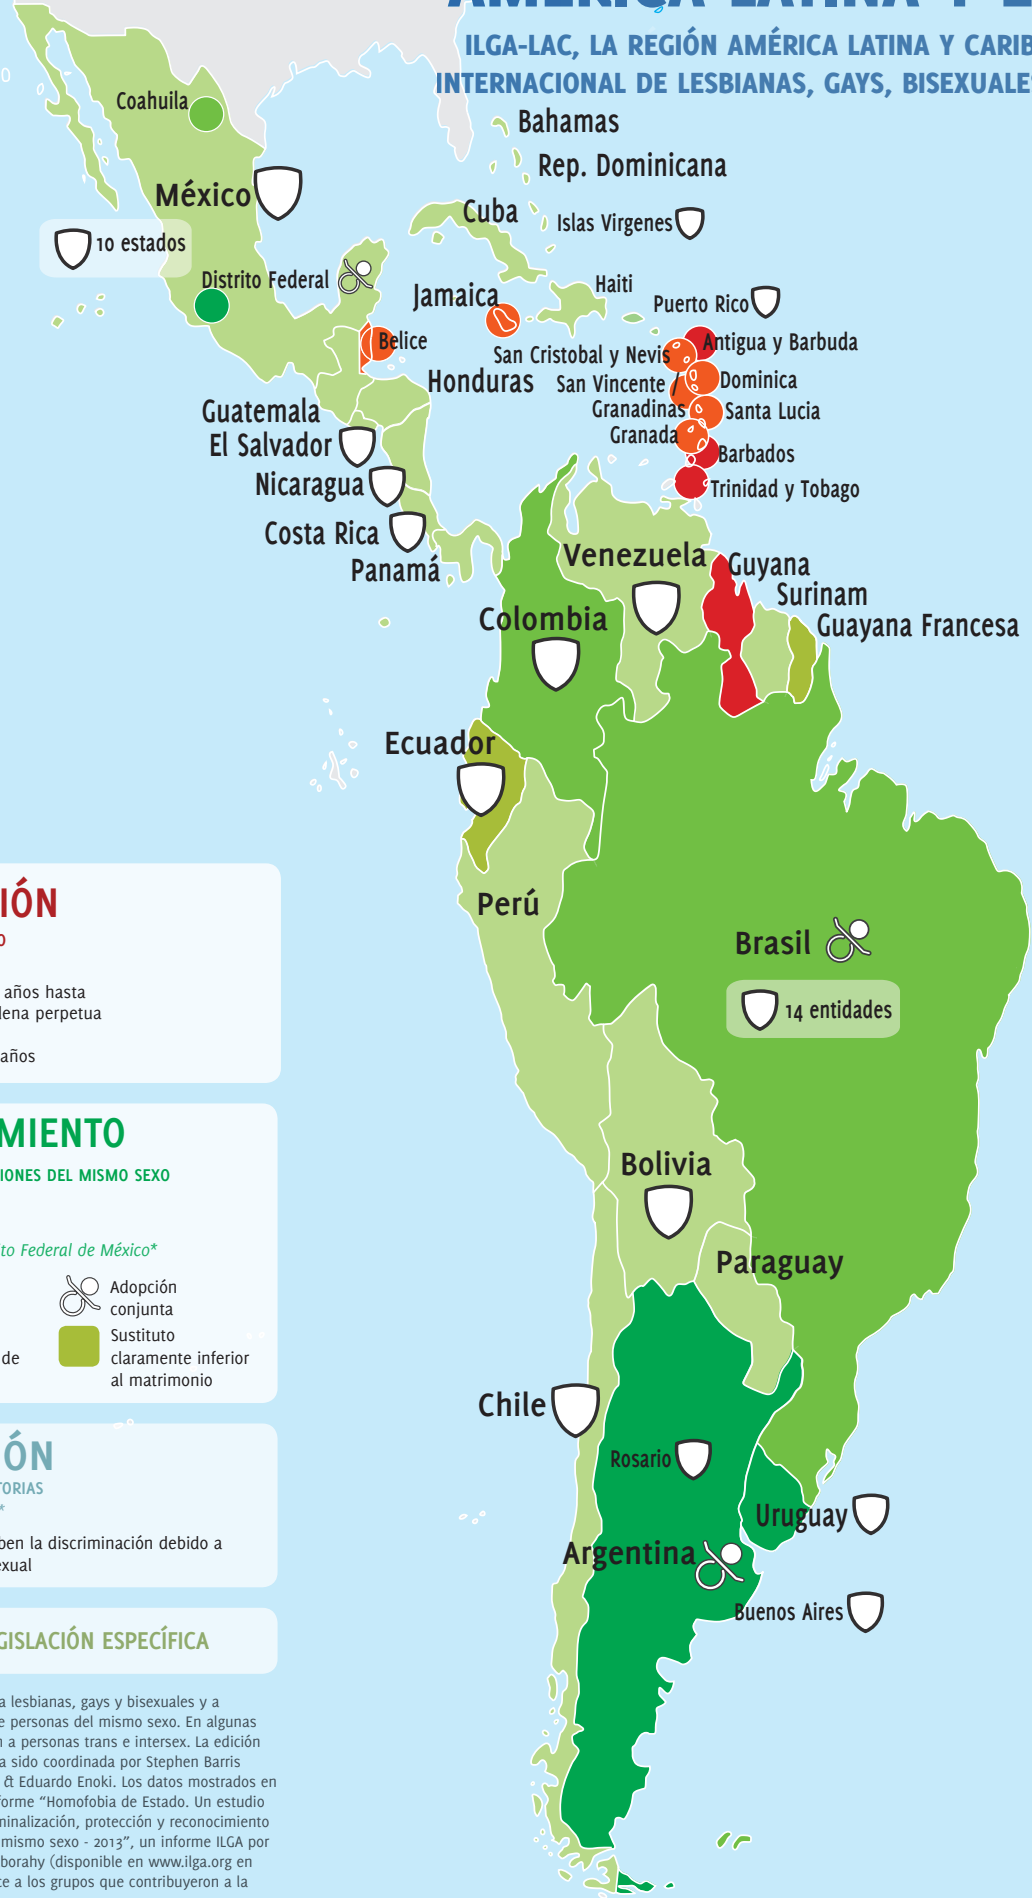 AMÉRICA LATINA Y E
ILGA-LAC, LA REGIÓN AMÉRICA LATINA Y CARIB
INTERNACIONAL DE LESBIANAS, GAYS, BISEXUALE
Coahuila
Bahamas
Rep. Dominicana
México
Cuba
Islas Virgenes
10 estados
Distrito Federal
Haiti
Jamaica
Puerto Rico
Belice
Antigua y Barbuda
San Cristobal y Nevis
Honduras
San Vincente /
Dominica
Granadinas
Santa Lucia
Guatemala
Granada
El Salvador
Barbados
Nicaragua
Trinidad y Tobago
Costa Rica
Panamá
Venezuela
Guyana
Surinam
Colombia
Guayana Francesa
Ecuador
Perú
Brasil
14 entidades
Bolivia
Paraguay
Chile
Rosario
Uruguay
Argentina
Buenos Aires
IÓN
O
años hasta
dena perpetua
años
MIENTO
IONES DEL MISMO SEXO
to Federal de México*
Adopción
conjunta
Sustituto
de
claramente inferior
al matrimonio
ÓN
TORIAS
*
ben la discriminación debido a
exual
GISLACIÓN ESPECÍFICA
a lesbianas, gays y bisexuales y a
e personas del mismo sexo. En algunas
n a personas trans e intersex. La edición
a sido coordinada por Stephen Barris
& Eduardo Enoki. Los datos mostrados en
forme “Homofobia de Estado. Un estudio
minalización, protección y reconocimiento
mismo sexo - 2013”, un informe ILGA por
borahy (disponible en www.ilga.org en
te a los grupos que contribuyeron a la